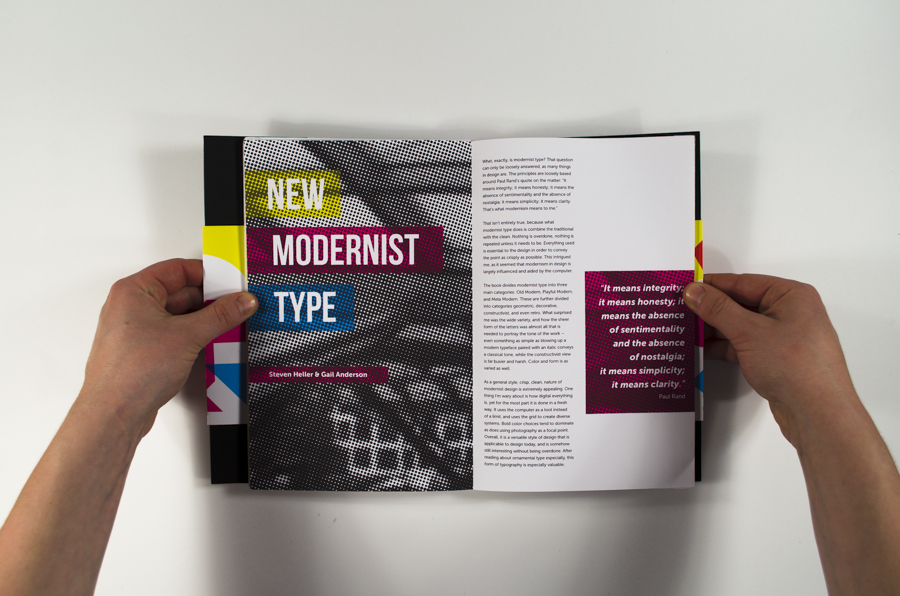 NEW
MODERNIST
TYPE
Steven Heller & Gail Anderson
What, exactly, is modernist type? That question
can only be loosely answered, as many things
in design are. The principles are loosely based
around Paul Rand's quote on the matter: "It
means integrity; it means honesty; it means the
absence of sentimentality and the absence of
nostalgia; it means simplicity; it means clarity.
That's what modernism means to me."
That isn't entirely true, because what
modernist type does is combine the traditional
with the clean. Nothing is overdone, nothing is
repeated unless it needs to be. Everything used
is essential to the design in order to convey
the point as crisply as possible. This intrigued
me, as it seemed that modernism in design is
largely influenced and aided by the computer.
The book divides modernist type into three
main categories: Old Modern, Playful Modern,
and Meta Modern. These are further divided
into categories geometric, decorative,
constructivist, and even retro. What surprised
me was the wide variety, and how the sheer
form of the letters was almost all that is
needed to portray the tone of the work –
even something as simple as blowing up a
modern typeface paired with an italic conveys
a classical tone, while the constructivist view
is far busier and harsh. Color and form is as
varied as well.
As a general style, crisp, clean, nature of
modernist design is extremely appealing. One
thing I'm wary about is how digital everything
is, yet for the most part it is done in a fresh
way. It uses the computer as a tool instead
of a limit, and uses the grid to create diverse
systems. Bold color choices tend to dominate
as does using photography as a focal point.
Overall, it is a versatile style of design that is
applicable to design today, and is somehow
still interesting without being overdone. After
reading about ornamental type especially, this
form of typography is especially valuable.
"It means integrity;
it means honesty; it
means the absence
of sentimentality
and the absence
of nostalgia;
it means simplicity;
it means clarity."
Paul Rand